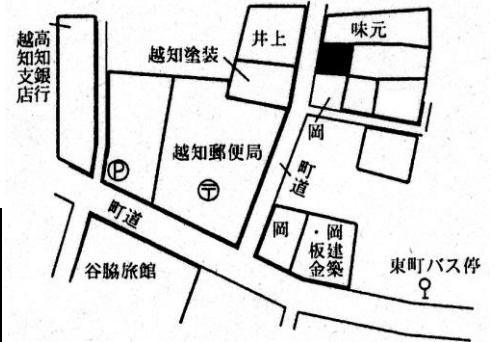 高知銀行
越知支店
越知塗装
井上
味元
岡
町道
越知郵便局
P
〒
町道
岡
岡建築
・板金
谷脇旅館
東町バス停